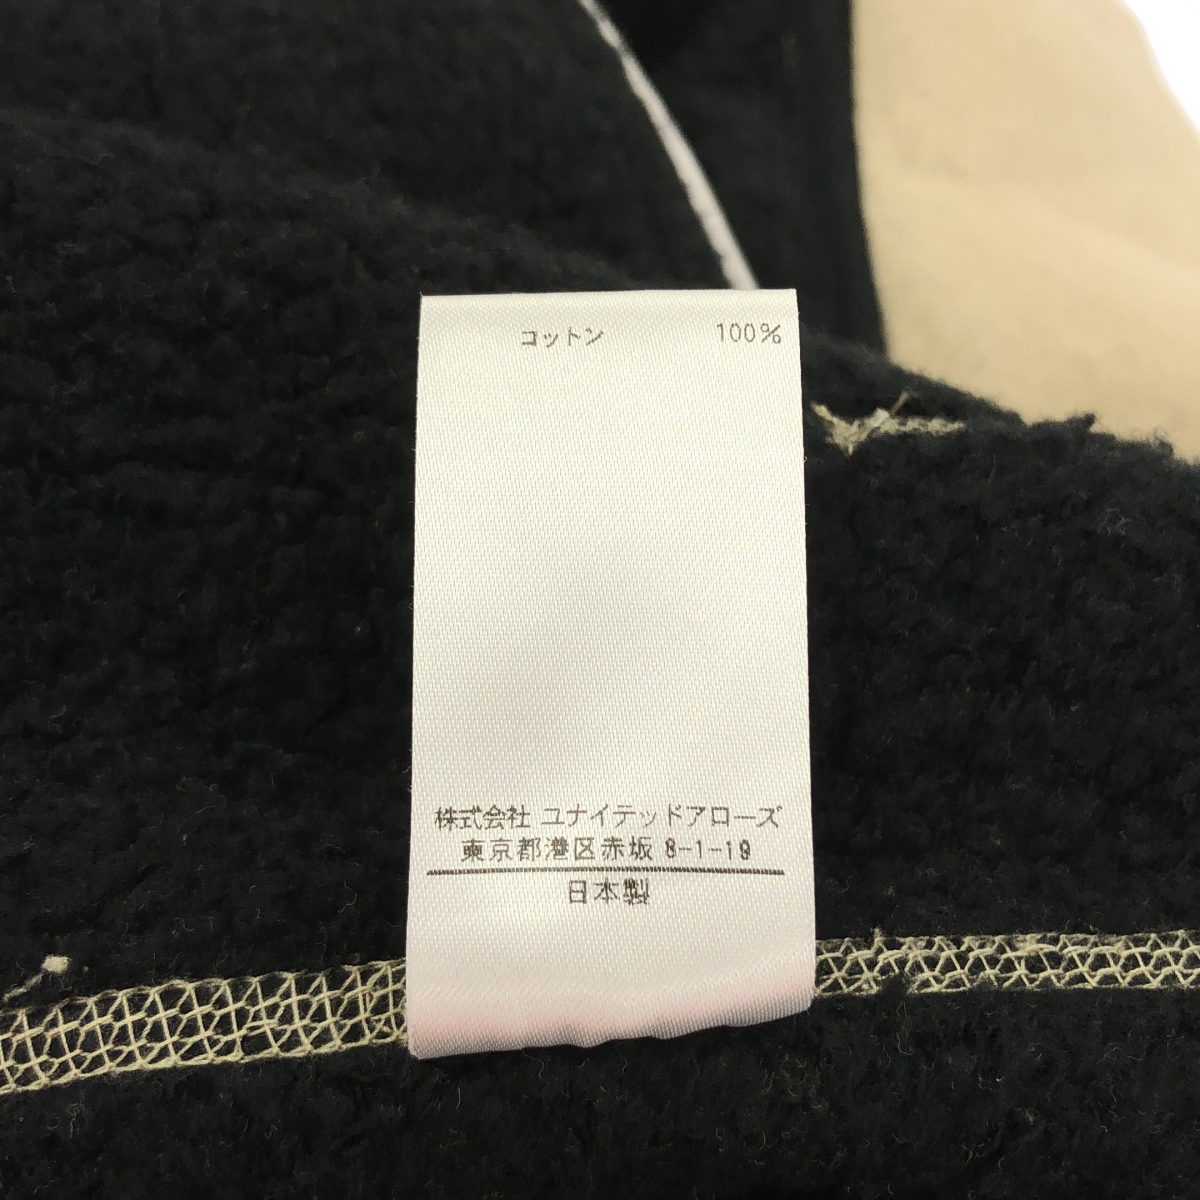 コットン 100%
株式会社 ユナイテッドアローズ
東京都港区赤坂 8-1-19
日本製